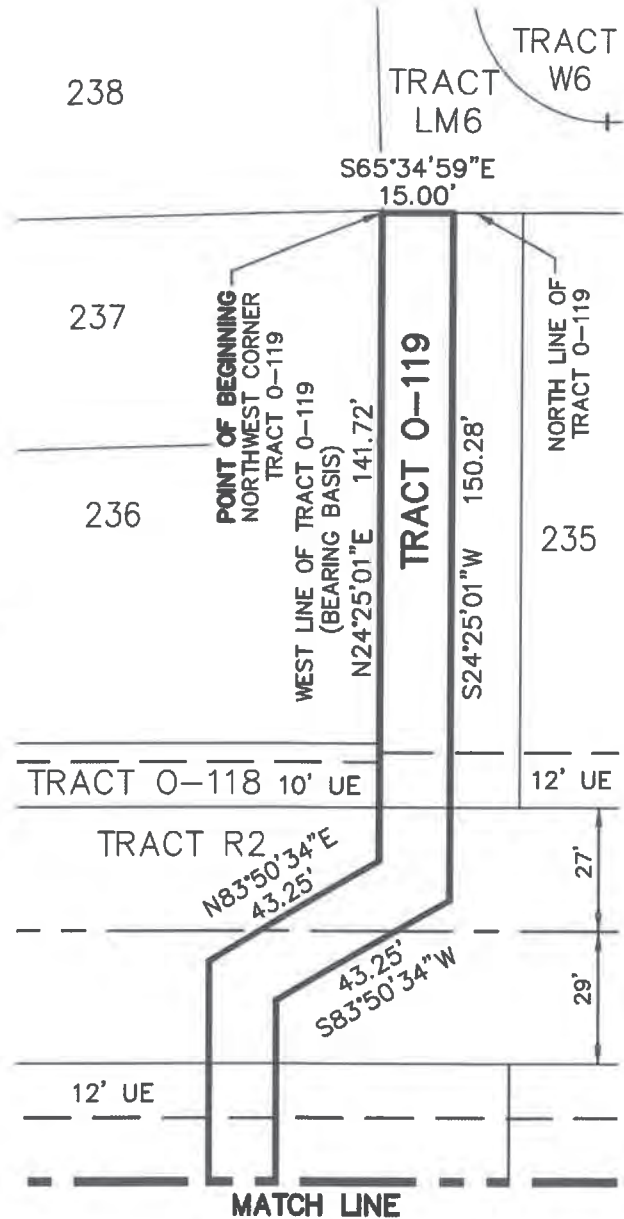 TRACT
W6
238
TRACT
LM6
S65°34'59"E
15.00'
237
POINT OF BEGINNING
NORTHWEST CORNER
TRACT O-119
WEST LINE OF TRACT O-119
(BEARING BASIS)
N24°25'01"E 141.72'
TRACT O-119
S24°25'01"W 150.28'
NORTH LINE OF
TRACT O-119
236
235
TRACT O-118 10' UE
12' UE
TRACT R2
N83°50'34"E
43.25'
27'
43.25'
S83°50'34"W
29'
12' UE
MATCH LINE